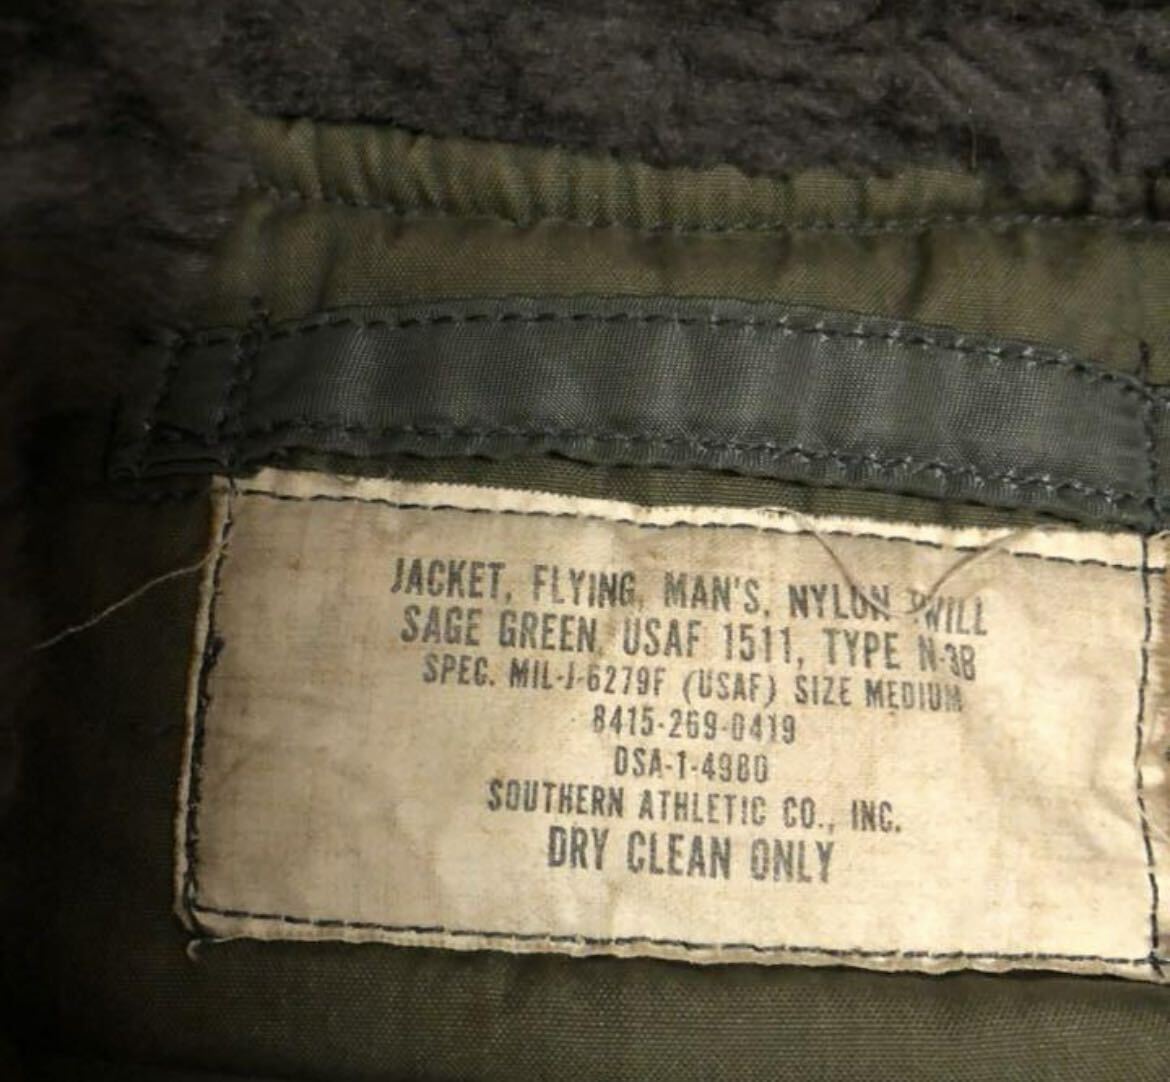 JACKET, FLYING, MAN'S, NYLON TWILL
SAGE GREEN, USAF 1511, TYPE N-3B
SPEC. MIL-J-6279F (USAF) SIZE MEDIUM
8415-269-0419
DSA-1-4980
SOUTHERN ATHLETIC CO., INC.
DRY CLEAN ONLY